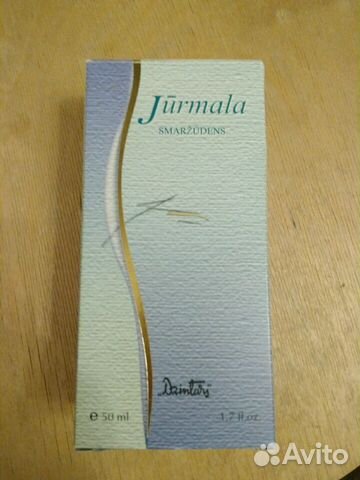 Jūrmala
SMARŽŪDENS
„Dzintars"
℮ 50 ml
1,7 fl.oz.
Avito